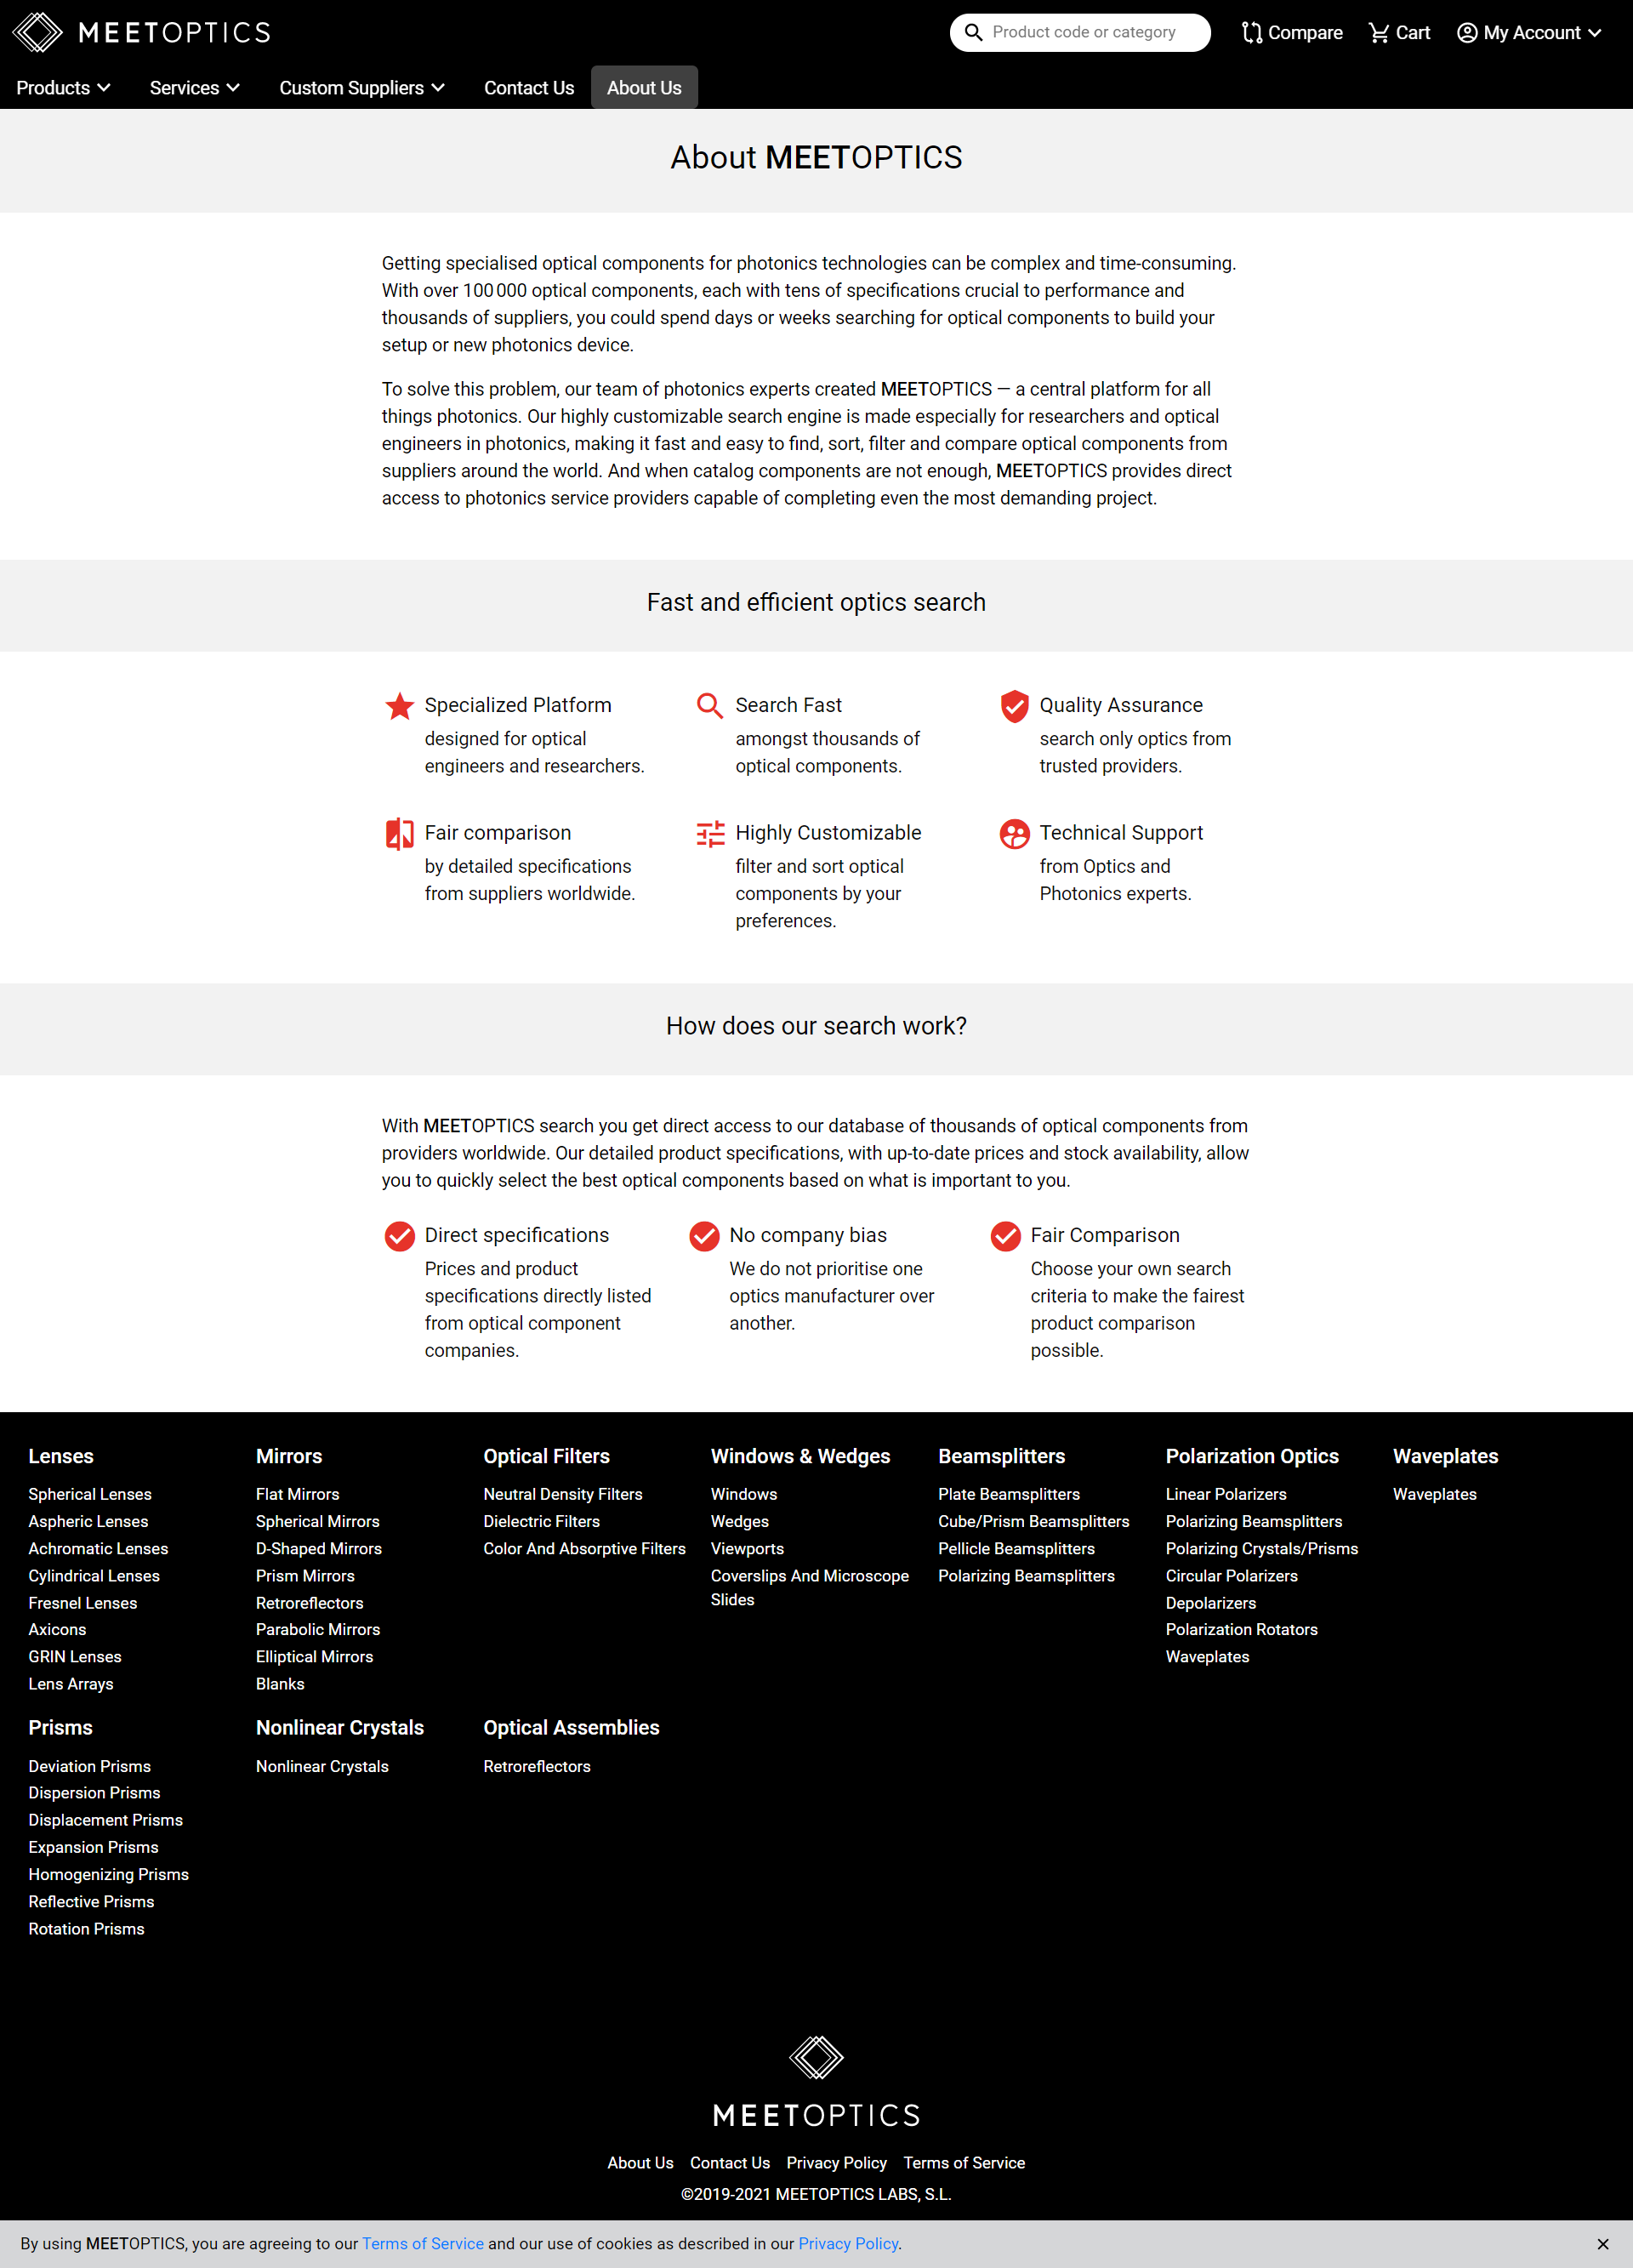 MEETOPTICS
Product code or category
Compare
Cart
My Account
Products
Services
Custom Suppliers
Contact Us
About Us
About MEETOPTICS
Getting specialised optical components for photonics technologies can be complex and time-consuming.
With over 100 000 optical components, each with tens of specifications crucial to performance and
thousands of suppliers, you could spend days or weeks searching for optical components to build your
setup or new photonics device.
To solve this problem, our team of photonics experts created MEETOPTICS — a central platform for all
things photonics. Our highly customizable search engine is made especially for researchers and optical
engineers in photonics, making it fast and easy to find, sort, filter and compare optical components from
suppliers around the world. And when catalog components are not enough, MEETOPTICS provides direct
access to photonics service providers capable of completing even the most demanding project.
Fast and efficient optics search
Specialized Platform
designed for optical
engineers and researchers.
Search Fast
amongst thousands of
optical components.
Quality Assurance
search only optics from
trusted providers.
Fair comparison
by detailed specifications
from suppliers worldwide.
Highly Customizable
filter and sort optical
components by your
preferences.
Technical Support
from Optics and
Photonics experts.
How does our search work?
With MEETOPTICS search you get direct access to our database of thousands of optical components from
providers worldwide. Our detailed product specifications, with up-to-date prices and stock availability, allow
you to quickly select the best optical components based on what is important to you.
Direct specifications
Prices and product
specifications directly listed
from optical component
companies.
No company bias
We do not prioritise one
optics manufacturer over
another.
Fair Comparison
Choose your own search
criteria to make the fairest
product comparison
possible.
Lenses
Spherical Lenses
Aspheric Lenses
Achromatic Lenses
Cylindrical Lenses
Fresnel Lenses
Axicons
GRIN Lenses
Lens Arrays
Mirrors
Flat Mirrors
Spherical Mirrors
D-Shaped Mirrors
Prism Mirrors
Retroreflectors
Parabolic Mirrors
Elliptical Mirrors
Blanks
Optical Filters
Neutral Density Filters
Dielectric Filters
Color And Absorptive Filters
Windows & Wedges
Windows
Wedges
Viewports
Coverslips And Microscope
Slides
Beamsplitters
Plate Beamsplitters
Cube/Prism Beamsplitters
Pellicle Beamsplitters
Polarizing Beamsplitters
Polarization Optics
Linear Polarizers
Polarizing Beamsplitters
Polarizing Crystals/Prisms
Circular Polarizers
Depolarizers
Polarization Rotators
Waveplates
Waveplates
Waveplates
Prisms
Deviation Prisms
Dispersion Prisms
Displacement Prisms
Expansion Prisms
Homogenizing Prisms
Reflective Prisms
Rotation Prisms
Nonlinear Crystals
Nonlinear Crystals
Optical Assemblies
Retroreflectors
MEETOPTICS
About Us Contact Us Privacy Policy Terms of Service
©2019-2021 MEETOPTICS LABS, S.L.
By using MEETOPTICS, you are agreeing to our Terms of Service and our use of cookies as described in our Privacy Policy.